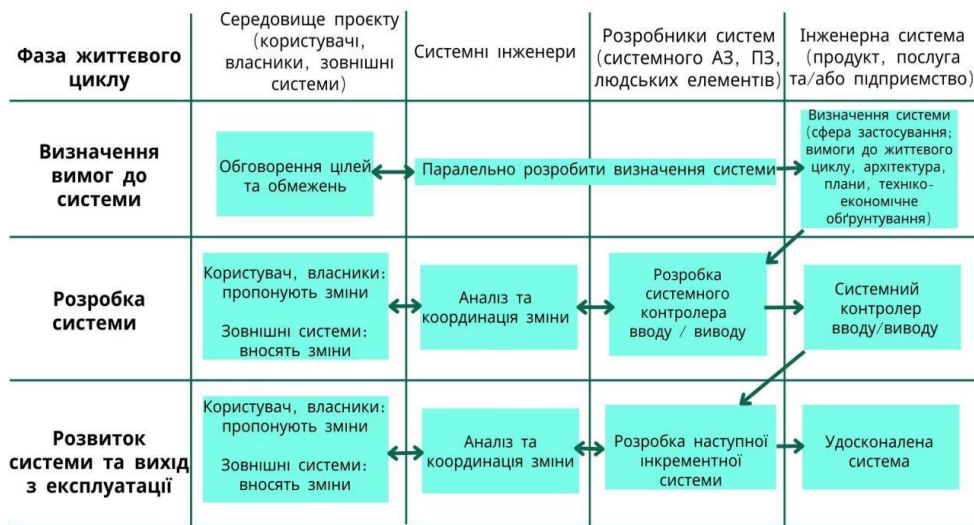 Фаза життєвого
циклу
Середовище проєкту
(користувачі,
власники, зовнішні
системи)
Системні інженери
Розробники систем
(системного АЗ, ПЗ,
людських елементів)
Інженерна система
(продукт, послуга
та/або підприємство)
Визначення
вимог до
системи
Обговорення цілей
та обмежень
Паралельно розробити визначення системи
Визначення системи
(сфера застосування;
вимоги до життєвого
циклу, архітектура,
плани, техніко-
економічне
обґрунтування)
Розробка
системи
Користувач, власники:
пропонують зміни
Зовнішні системи:
вносять зміни
Аналіз та
координація зміни
Розробка
системного
контролера
вводу / виводу
Системний
контролер
вводу/виводу
Розвиток
системи та вихід
з експлуатації
Користувач, власники:
пропонують зміни
Зовнішні системи:
вносять зміни
Аналіз та
координація зміни
Розробка наступної
інкрементної
системи
Удосконалена
система